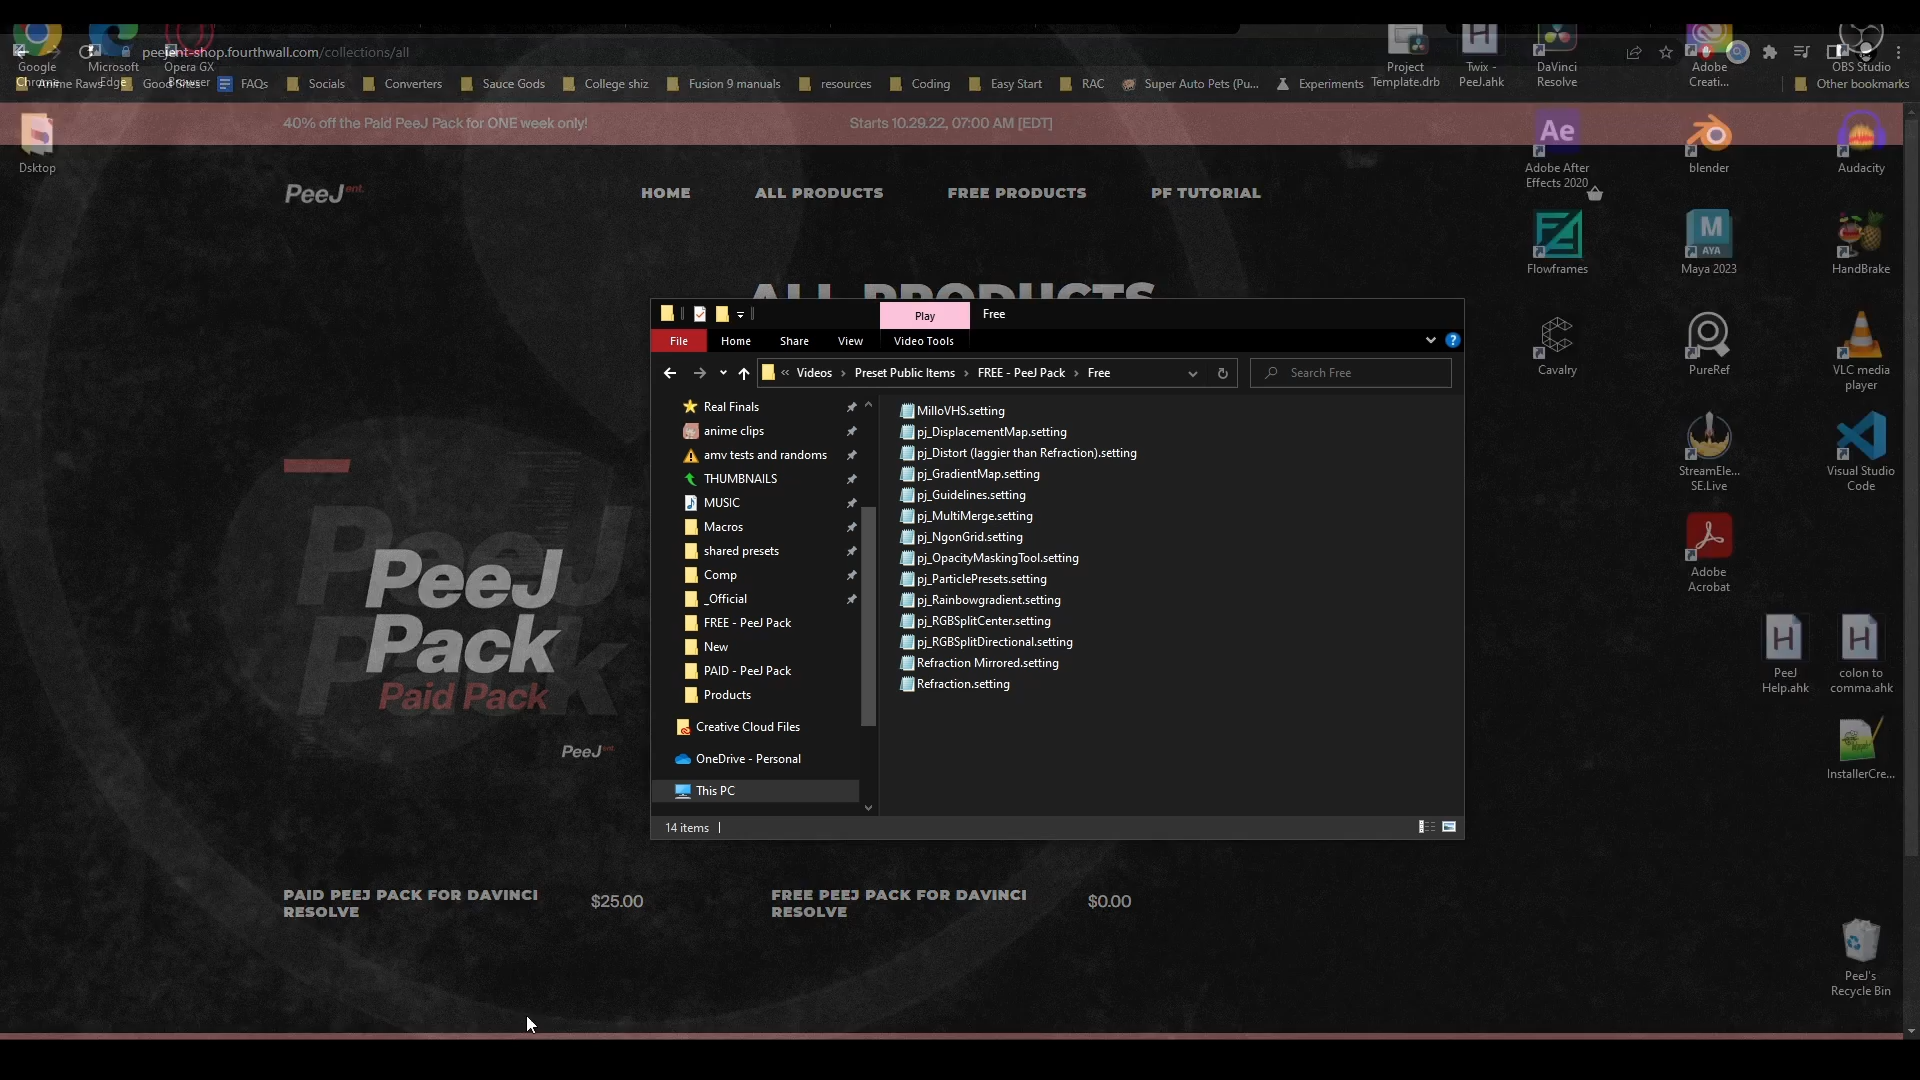 peejent-shop.fourthwall.com/collections/all
Anime Raws
Good Sites
FAQs
Socials
Converters
Sauce Gods
College shiz
Fusion 9 manuals
resources
Coding
Easy Start
RAC
Super Auto Pets (Pu...
Experiments
Other bookmarks
Google
Chrome
Microsoft
Edge
Opera GX
Browser
Project
Template.drb
Twix -
PeeJ.ahk
DaVinci
Resolve
Adobe
Creati...
OBS Studio
40% off the Paid PeeJ Pack for ONE week only!
Starts 10.29.22, 07:00 AM [EDT]
Dsktop
Ae
Adobe After
Effects 2020
blender
Audacity
PeeJ ent.
HOME
ALL PRODUCTS
FREE PRODUCTS
PF TUTORIAL
Flowframes
M
AYA
Maya 2023
HandBrake
ALL PRODUCTS
Play
Free
File
Home
Share
View
Video Tools
«
Videos
›
Preset Public Items
›
FREE - PeeJ Pack
›
Free
Search Free
Cavalry
PureRef
VLC media
player
Real Finals
anime clips
amv tests and randoms
THUMBNAILS
MUSIC
Macros
shared presets
Comp
_Official
FREE - PeeJ Pack
New
PAID - PeeJ Pack
Products
Creative Cloud Files
OneDrive - Personal
This PC
MilloVHS.setting
pj_DisplacementMap.setting
pj_Distort (laggier than Refraction).setting
pj_GradientMap.setting
pj_Guidelines.setting
pj_MultiMerge.setting
pj_NgonGrid.setting
pj_OpacityMaskingTool.setting
pj_ParticlePresets.setting
pj_Rainbowgradient.setting
pj_RGBSplitCenter.setting
pj_RGBSplitDirectional.setting
Refraction Mirrored.setting
Refraction.setting
14 items
StreamEle...
SE.Live
Visual Studio
Code
Adobe
Acrobat
H
PeeJ
Help.ahk
H
colon to
comma.ahk
InstallerCre...
PeeJ
Pack
Paid Pack
PeeJ ent.
PAID PEEJ PACK FOR DAVINCI
RESOLVE
$25.00
FREE PEEJ PACK FOR DAVINCI
RESOLVE
$0.00
PeeJ's
Recycle Bin